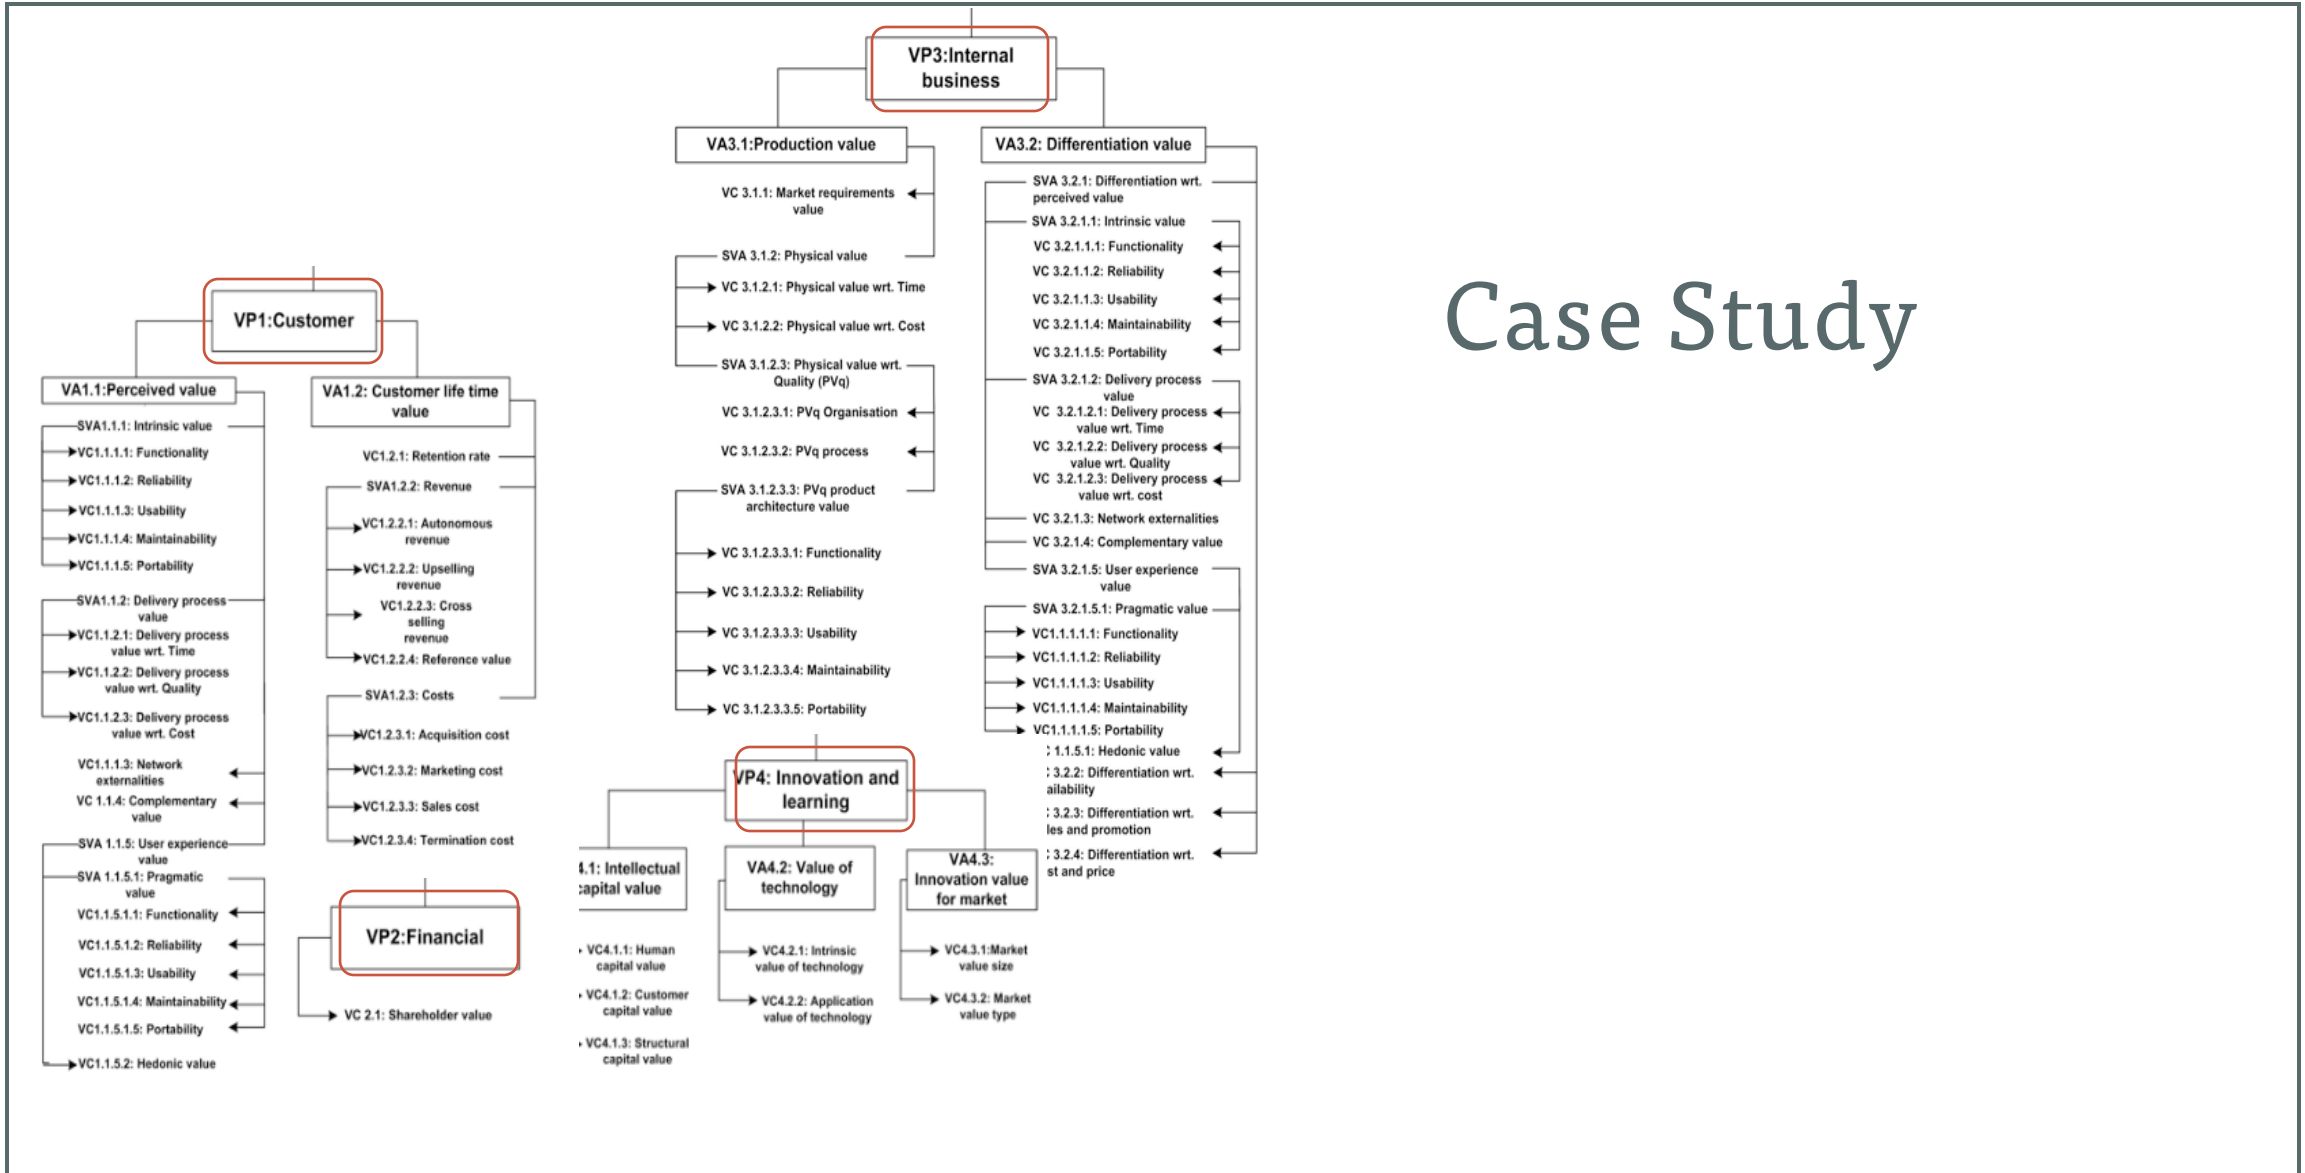 VP3:Internal
business
VA3.1:Production value
VC 3.1.1: Market requirements
value
SVA 3.1.2: Physical value
VC 3.1.2.1: Physical value wrt. Time
VC 3.1.2.2: Physical value wrt. Cost
SVA 3.1.2.3: Physical value wrt.
Quality (PVq)
VC 3.1.2.3.1: PVq Organisation
VC 3.1.2.3.2: PVq process
SVA 3.1.2.3.3: PVq product
architecture value
VC 3.1.2.3.3.1: Functionality
VC 3.1.2.3.3.2: Reliability
VC 3.1.2.3.3.3: Usability
VC 3.1.2.3.3.4: Maintainability
VC 3.1.2.3.3.5: Portability
VA3.2: Differentiation value
SVA 3.2.1: Differentiation wrt.
perceived value
SVA 3.2.1.1: Intrinsic value
VC 3.2.1.1.1: Functionality
VC 3.2.1.1.2: Reliability
VC 3.2.1.1.3: Usability
VC 3.2.1.1.4: Maintainability
VC 3.2.1.1.5: Portability
SVA 3.2.1.2: Delivery process
value
VC 3.2.1.2.1: Delivery process
value wrt. Time
VC 3.2.1.2.2: Delivery process
value wrt. Quality
VC 3.2.1.2.3: Delivery process
value wrt. cost
VC 3.2.1.3: Network externalities
VC 3.2.1.4: Complementary value
SVA 3.2.1.5: User experience
value
SVA 3.2.1.5.1: Pragmatic value
VC1.1.1.1.1: Functionality
VC1.1.1.1.2: Reliability
VC1.1.1.1.3: Usability
VC1.1.1.1.4: Maintainability
VC1.1.1.1.5: Portability
: 1.1.5.1: Hedonic value
: 3.2.2: Differentiation wrt.
ailability
: 3.2.3: Differentiation wrt.
les and promotion
: 3.2.4: Differentiation wrt.
st and price
Case Study
VP1:Customer
VA1.1:Perceived value
SVA1.1.1: Intrinsic value
VC1.1.1.1: Functionality
VC1.1.1.2: Reliability
VC1.1.1.3: Usability
VC1.1.1.4: Maintainability
VC1.1.1.5: Portability
SVA1.1.2: Delivery process
value
VC1.1.2.1: Delivery process
value wrt. Time
VC1.1.2.2: Delivery process
value wrt. Quality
VC1.1.2.3: Delivery process
value wrt. Cost
VC1.1.1.3: Network
externalities
VC 1.1.4: Complementary
value
SVA 1.1.5: User experience
value
SVA 1.1.5.1: Pragmatic
value
VC1.1.5.1.1: Functionality
VC1.1.5.1.2: Reliability
VC1.1.5.1.3: Usability
VC1.1.5.1.4: Maintainability
VC1.1.5.1.5: Portability
VC1.1.5.2: Hedonic value
VA1.2: Customer life time
value
VC1.2.1: Retention rate
SVA1.2.2: Revenue
VC1.2.2.1: Autonomous
revenue
VC1.2.2.2: Upselling
revenue
VC1.2.2.3: Cross
selling
revenue
VC1.2.2.4: Reference value
SVA1.2.3: Costs
VC1.2.3.1: Acquisition cost
VC1.2.3.2: Marketing cost
VC1.2.3.3: Sales cost
VC1.2.3.4: Termination cost
VP2:Financial
VC 2.1: Shareholder value
VP4: Innovation and
learning
4.1: Intellectual
capital value
VC4.1.1: Human
capital value
VC4.1.2: Customer
capital value
VC4.1.3: Structural
capital value
VA4.2: Value of
technology
VC4.2.1: Intrinsic
value of technology
VC4.2.2: Application
value of technology
VA4.3:
Innovation value
for market
VC4.3.1:Market
value size
VC4.3.2: Market
value type